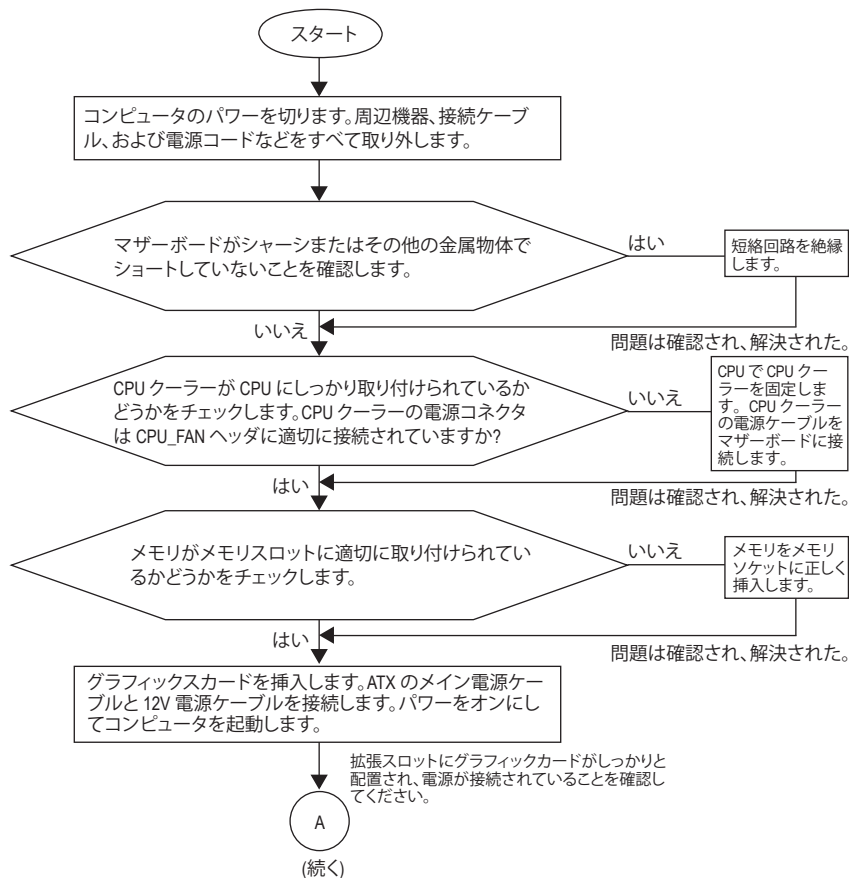 スタート
コンピュータのパワーを切ります。周辺機器、接続ケーブ
ル、および電源コードなどをすべて取り外します。
マザーボードがシャーシまたはその他の金属物体で
ショートしていないことを確認します。
はい
短絡回路を絶縁
します。
いいえ
問題は確認され、解決された。
CPU クーラーが CPU にしっかり取り付けられているか
どうかをチェックします。CPU クーラーの電源コネクタ
は CPU_FAN ヘッダに適切に接続されていますか?
いいえ
CPU で CPU クー
ラーを固定しま
す。CPU クーラー
の電源ケーブルを
マザーボードに接
続します。
はい
問題は確認され、解決された。
メモリがメモリスロットに適切に取り付けられてい
るかどうかをチェックします。
いいえ
メモリをメモリ
ソケットに正しく
挿入します。
はい
問題は確認され、解決された。
グラフィックスカードを挿入します。ATX のメイン電源ケー
ブルと 12V 電源ケーブルを接続します。パワーをオンにし
てコンピュータを起動します。
拡張スロットにグラフィックカードがしっかりと
配置され、電源が接続されていることを確認し
てください。
A
(続く)